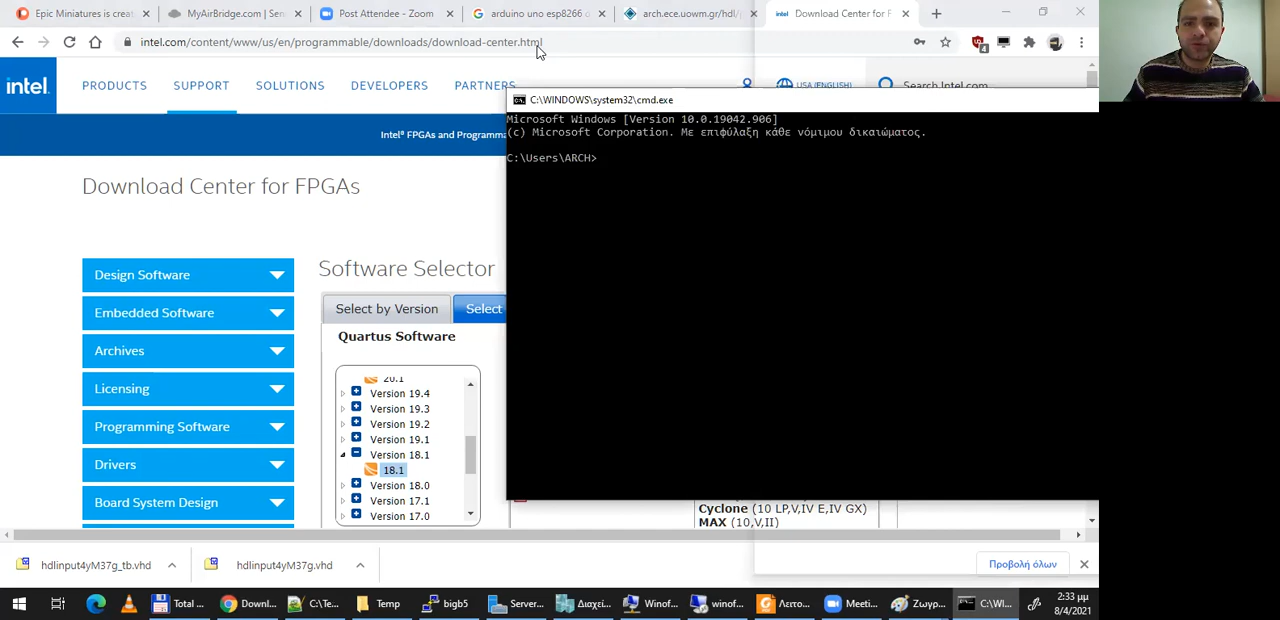 Epic Miniatures is creat
MyAirBridge.com | Sen
Post Attendee - Zoom
arduino uno esp8266 d
arch.ece.uowm.gr/hdl/p
intel Download Center for F
intel.com/content/www/us/en/programmable/downloads/download-center.html
4
intel.
PRODUCTS
SUPPORT
SOLUTIONS
DEVELOPERS
PARTNERS
USA (ENGLISH)
Search Intel.com
Intel® FPGAs and Programma
C:\WINDOWS\system32\cmd.exe
Microsoft Windows [Version 10.0.19042.906]
(c) Microsoft Corporation. Με επιφύλαξη κάθε νόμιμου δικαιώματος.
C:\Users\ARCH>
Download Center for FPGAs
Design Software
Embedded Software
Archives
Licensing
Programming Software
Drivers
Board System Design
Software Selector
Select by Version
Select
Quartus Software
20.1
Version 19.4
Version 19.3
Version 19.2
Version 19.1
Version 18.1
18.1
Version 18.0
Version 17.1
Version 17.0
Cyclone (10 LP,V,IV E,IV GX)
MAX (10,V,II)
hdlinput4yM37g_tb.vhd
hdlinput4yM37g.vhd
Προβολή όλων
Total ...
Downl...
C:\Te...
Temp
bigb5
Server...
Διαχεί...
Winof...
winof...
Λειτο...
Meeti...
Ζωγρ...
C:\WI...
2:33 μμ
8/4/2021